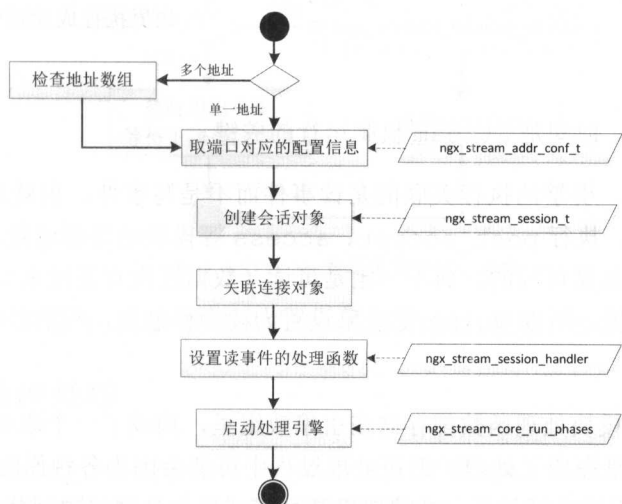 多个地址
检查地址数组
单一地址
取端口对应的配置信息
ngx_stream_addr_conf_t
创建会话对象
ngx_stream_session_t
关联连接对象
设置读事件的处理函数
ngx_stream_session_handler
启动处理引擎
ngx_stream_core_run_phases